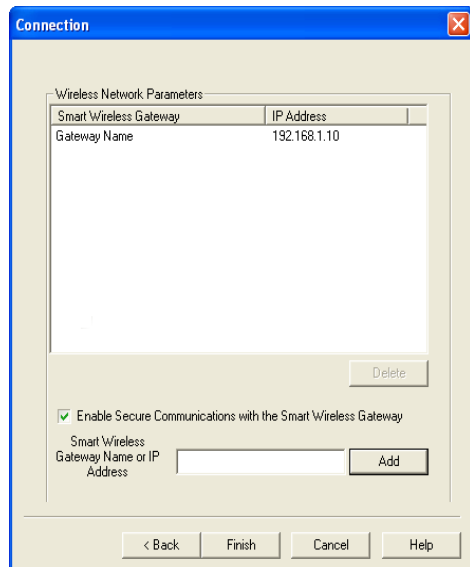 Connection
Wireless Network Parameters
Smart Wireless Gateway IP Address
Gateway Name 192.168.1.10
Delete
Enable Secure Communications with the Smart Wireless Gateway
Smart Wireless
Gateway Name or IP
Address
Add
< Back Finish Cancel Help